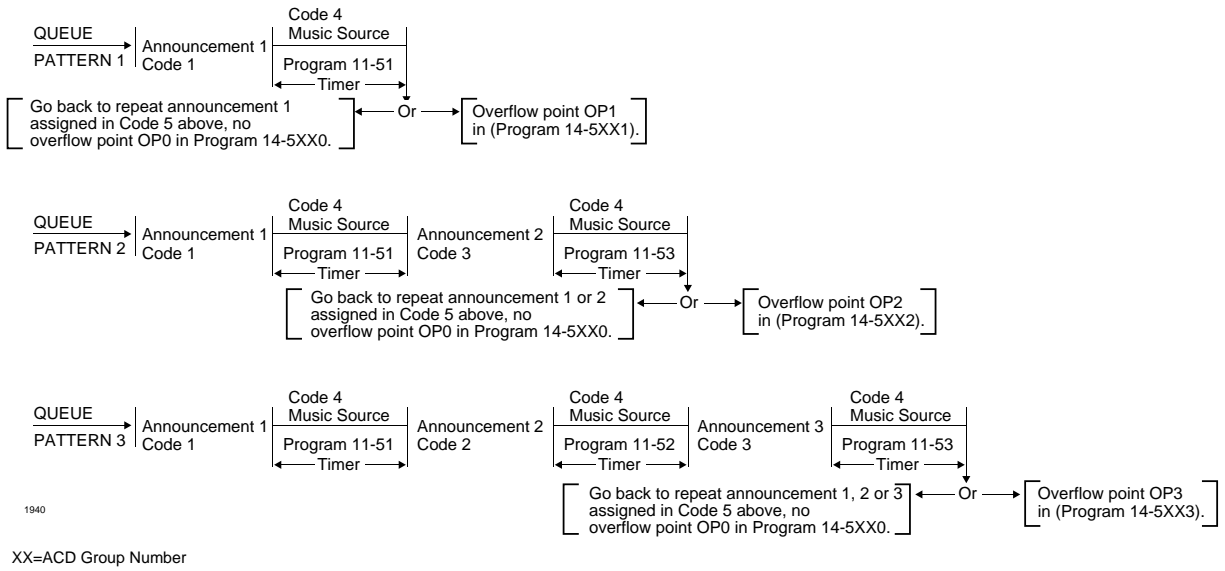 Code 4
QUEUE
Music Source
Announcement 1
PATTERN 1
Code 1
Program 11-51
Timer
Go back to repeat announcement 1
assigned in Code 5 above, no
overflow point OP0 in Program 14-5XX0.
Or
Overflow point OP1
in (Program 14-5XX1).
Code 4
Code 4
QUEUE
Music Source
Music Source
Announcement 1
Announcement 2
PATTERN 2
Code 1
Program 11-51
Code 3
Program 11-53
Timer
Timer
Go back to repeat announcement 1 or 2
assigned in Code 5 above, no
overflow point OP0 in Program 14-5XX0.
Or
Overflow point OP2
in (Program 14-5XX2).
Code 4
Code 4
Code 4
QUEUE
Music Source
Music Source
Music Source
Announcement 1
Announcement 2
Announcement 3
PATTERN 3
Code 1
Program 11-51
Code 2
Program 11-52
Code 3
Program 11-53
Timer
Timer
Timer
Go back to repeat announcement 1, 2 or 3
assigned in Code 5 above, no
overflow point OP0 in Program 14-5XX0.
Or
Overflow point OP3
in (Program 14-5XX3).
1940
XX=ACD Group Number